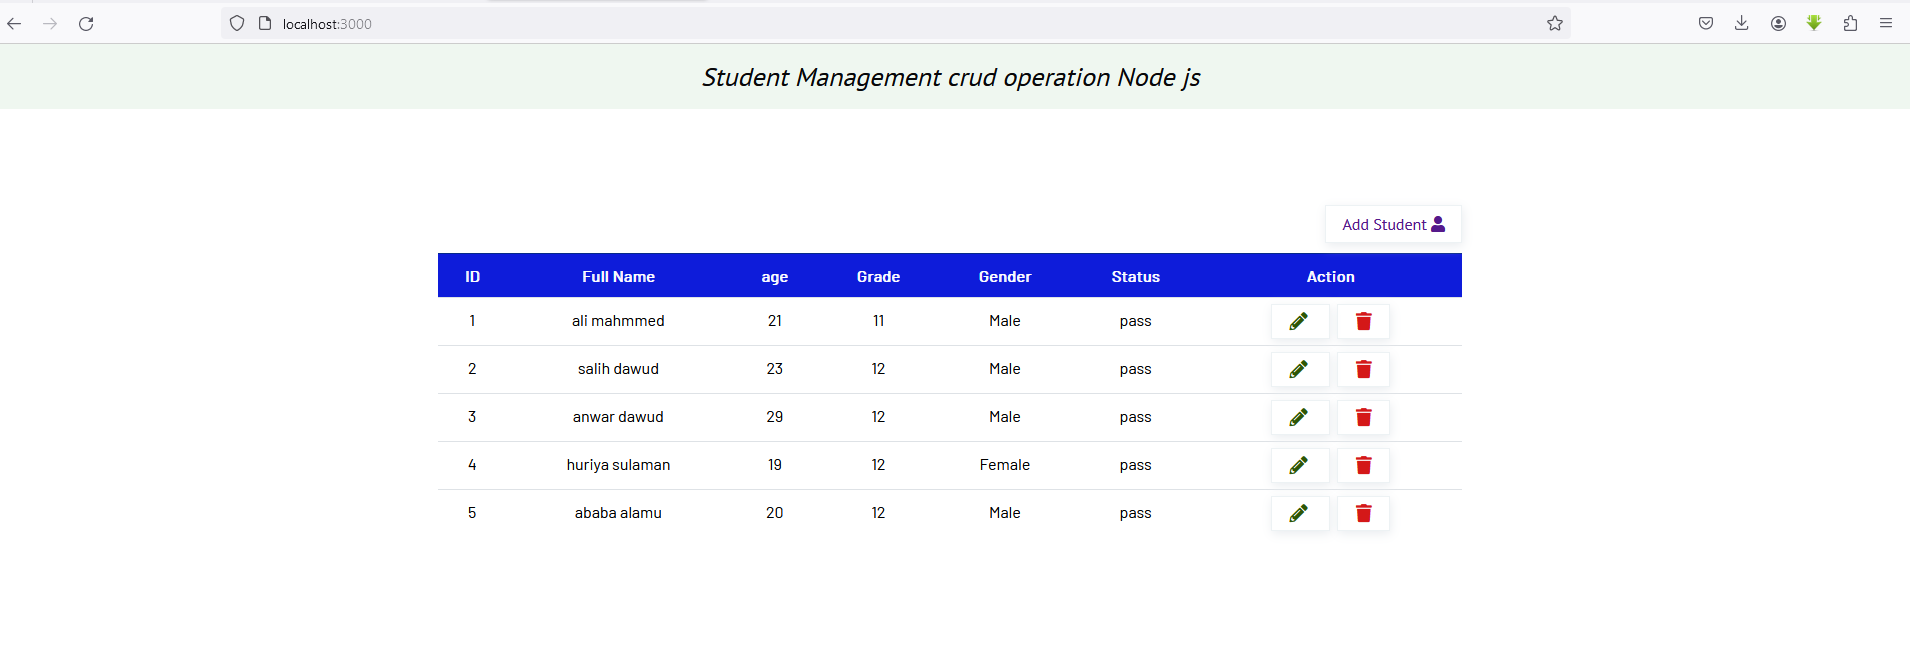 localhost:3000
Student Management crud operation Node js
Add Student
ID Full Name age Grade Gender Status Action
1 ali mahmmed 21 11 Male pass
2 salih dawud 23 12 Male pass
3 anwar dawud 29 12 Male pass
4 huriya sulaman 19 12 Female pass
5 ababa alamu 20 12 Male pass